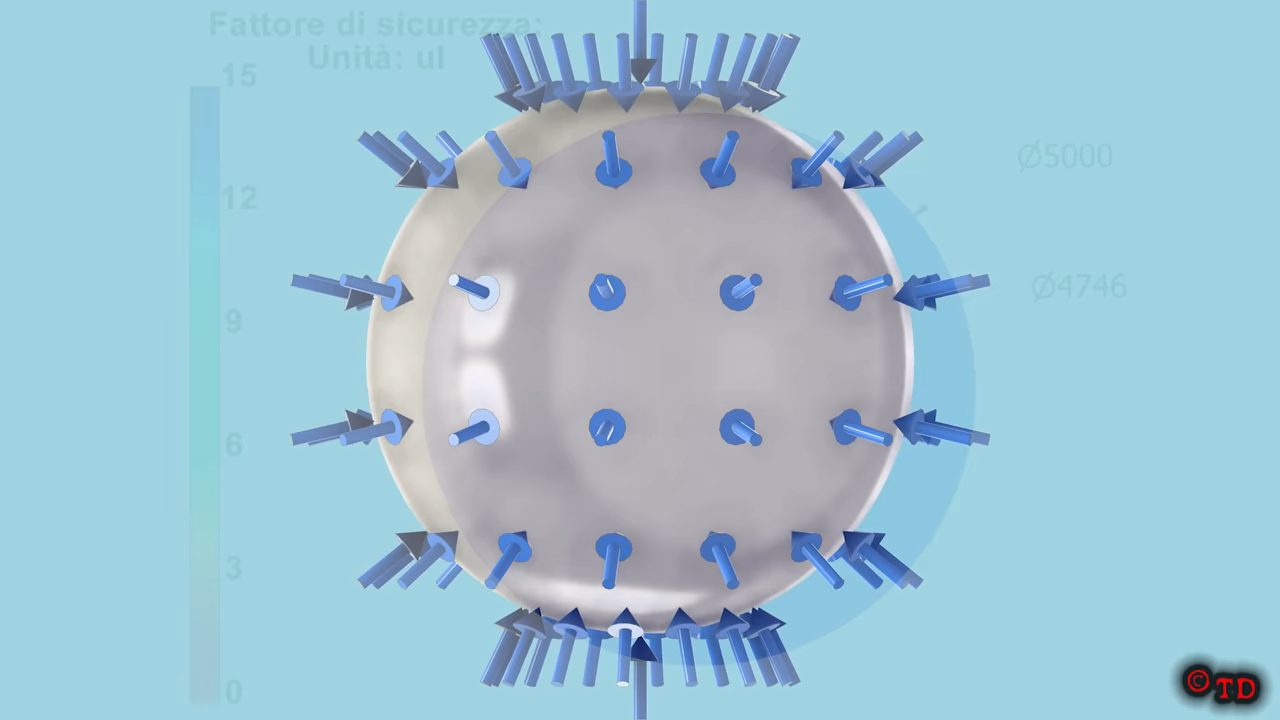 Fattore di sicurezza:
Unità: ul
15
12
9
6
3
0
Ø5000
Ø4746
© TD